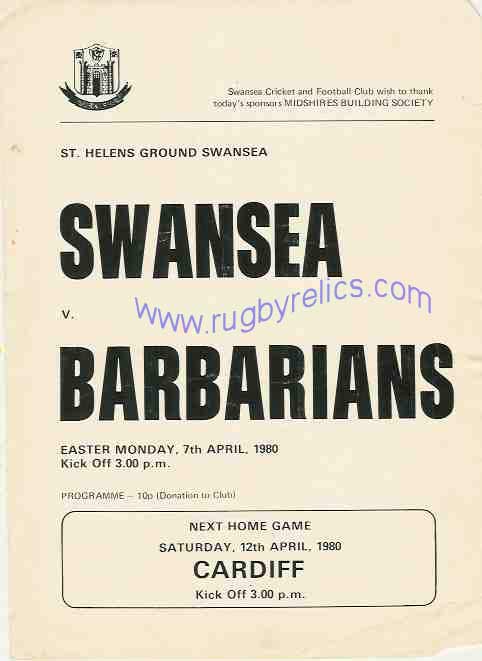 Swansea Cricket and Football Club wish to thank
today's sponsors MIDSHIRES BUILDING SOCIETY
ST. HELENS GROUND SWANSEA
SWANSEA
v.
www.rugbyrelics.com
BARBARIANS
EASTER MONDAY, 7th APRIL, 1980
Kick Off 3.00 p.m.
PROGRAMME – 10p (Donation to Club)
NEXT HOME GAME
SATURDAY, 12th APRIL, 1980
CARDIFF
Kick Off 3.00 p.m.